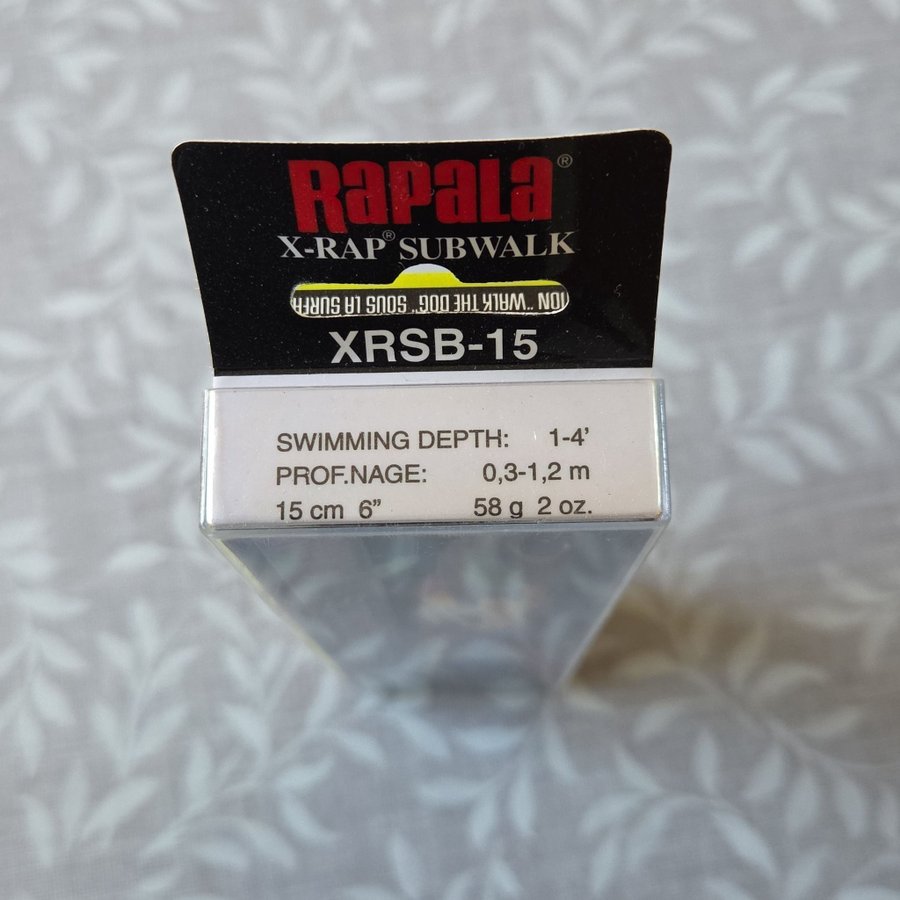 RAPALA®
X-RAP® SUBWALK
"WALK THE DOG" SOUS LA
XRSB-15
SWIMMING DEPTH: 1-4'
PROF.NAGE: 0,3-1,2 m
15 cm 6” 58 g 2 oz.